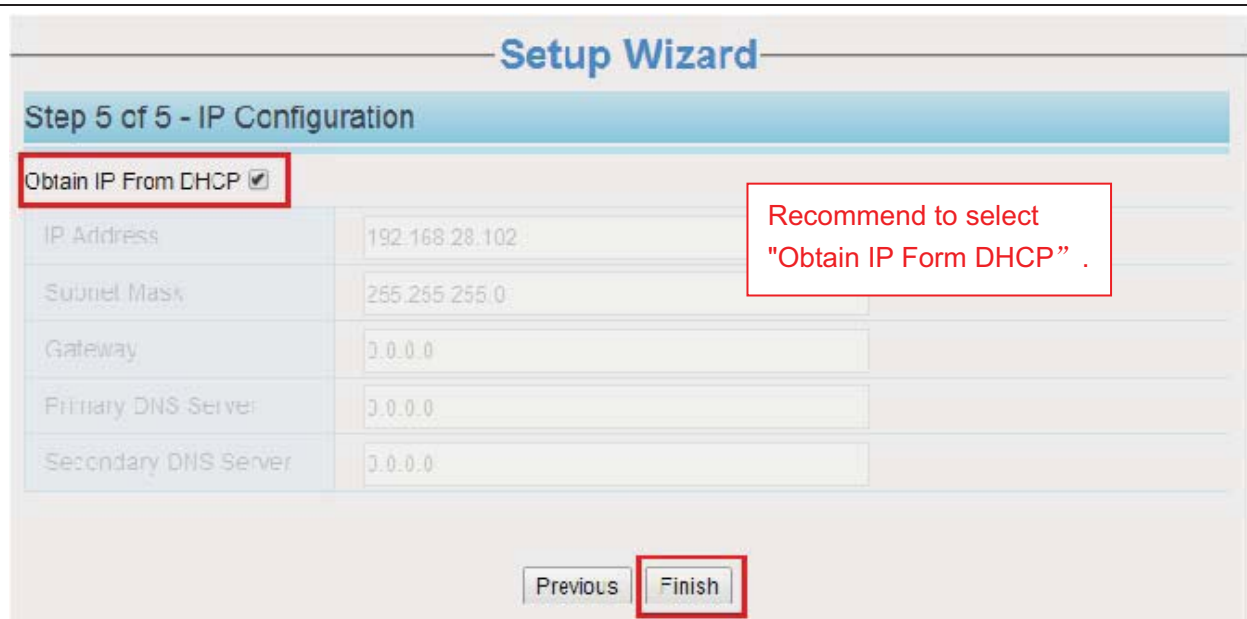 Setup Wizard
Step 5 of 5 - IP Configuration
Obtain IP From DHCP
Recommend to select
"Obtain IP Form DHCP”.
IP Address
192.168.28.102
Subnet Mask
255.255.255.0
Gateway
0.0.0.0
Primary DNS Server
0.0.0.0
Secondary DNS Server
0.0.0.0
Previous
Finish